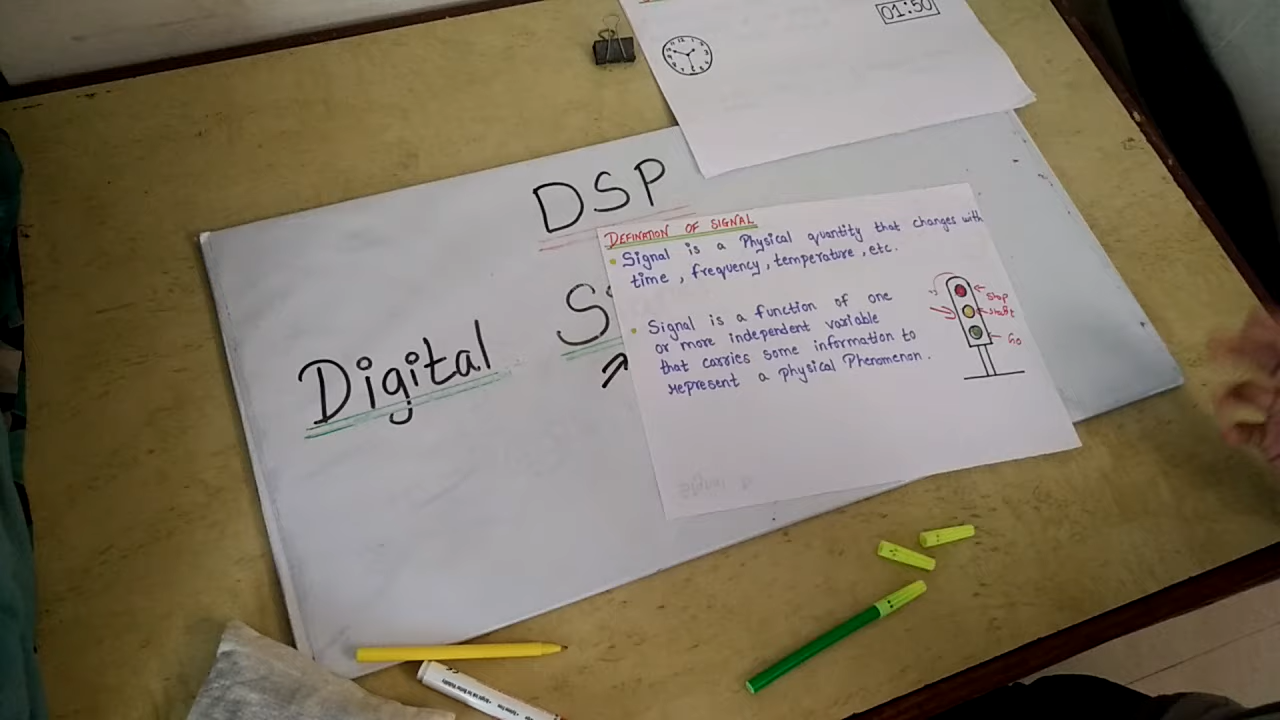 01:50
DSP
DEFINATION OF SIGNAL
Signal is a Physical quantity that changes with
time, frequency, temperature, etc.
Signal is a function of one
or more independent variable
that carries some information to
represent a physical Phenomenon.
Stop
Go
Digital